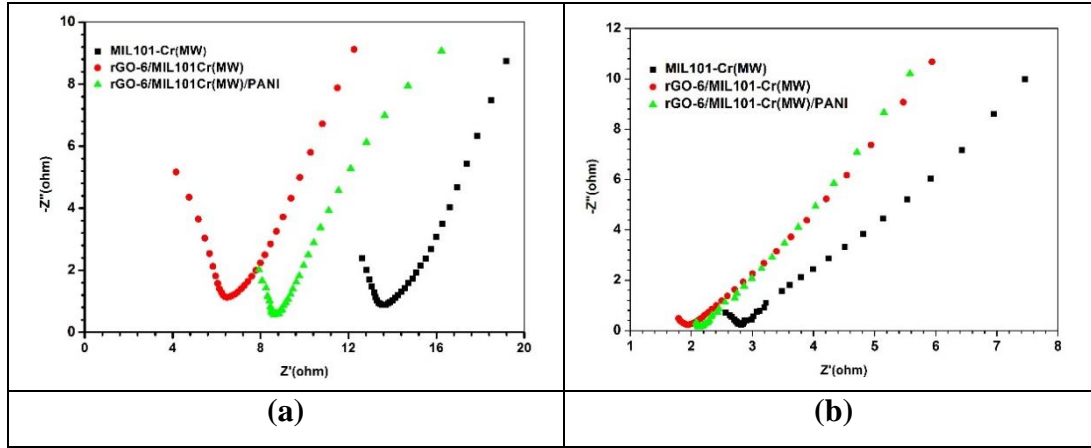 10
8
6
4
2
0
-Z"(ohm)
MIL101-Cr(MW)
rGO-6/MIL101Cr(MW)
rGO-6/MIL101Cr(MW)/PANI
0 4 8 12 16 20
Z'(ohm)
(a)
12
10
8
6
4
2
0
-Z"(ohm)
MIL101-Cr(MW)
rGO-6/MIL101-Cr(MW)
rGO-6/MIL101-Cr(MW)/PANI
1 2 3 4 5 6 7 8
Z'(ohm)
(b)